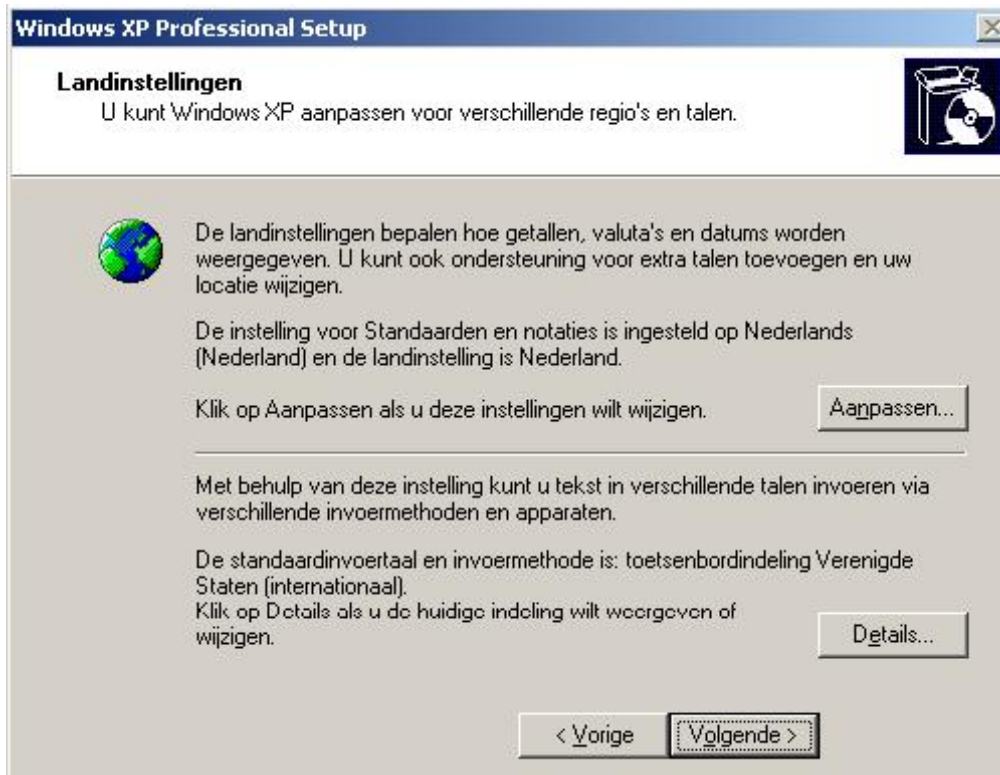 Windows XP Professional Setup
Landinstellingen
U kunt Windows XP aanpassen voor verschillende regio's en talen.
De landinstellingen bepalen hoe getallen, valuta's en datums worden
weergegeven. U kunt ook ondersteuning voor extra talen toevoegen en uw
locatie wijzigen.
De instelling voor Standaarden en notaties is ingesteld op Nederlands
(Nederland) en de landinstelling is Nederland.
Klik op Aanpassen als u deze instellingen wilt wijzigen.
Aanpassen...
Met behulp van deze instelling kunt u tekst in verschillende talen invoeren via
verschillende invoermethoden en apparaten.
De standaardinvoertaal en invoermethode is: toetsenbordindeling Verenigde
Staten (internationaal).
Klik op Details als u de huidige indeling wilt weergeven of
wijzigen.
Details...
< Vorige
Volgende >